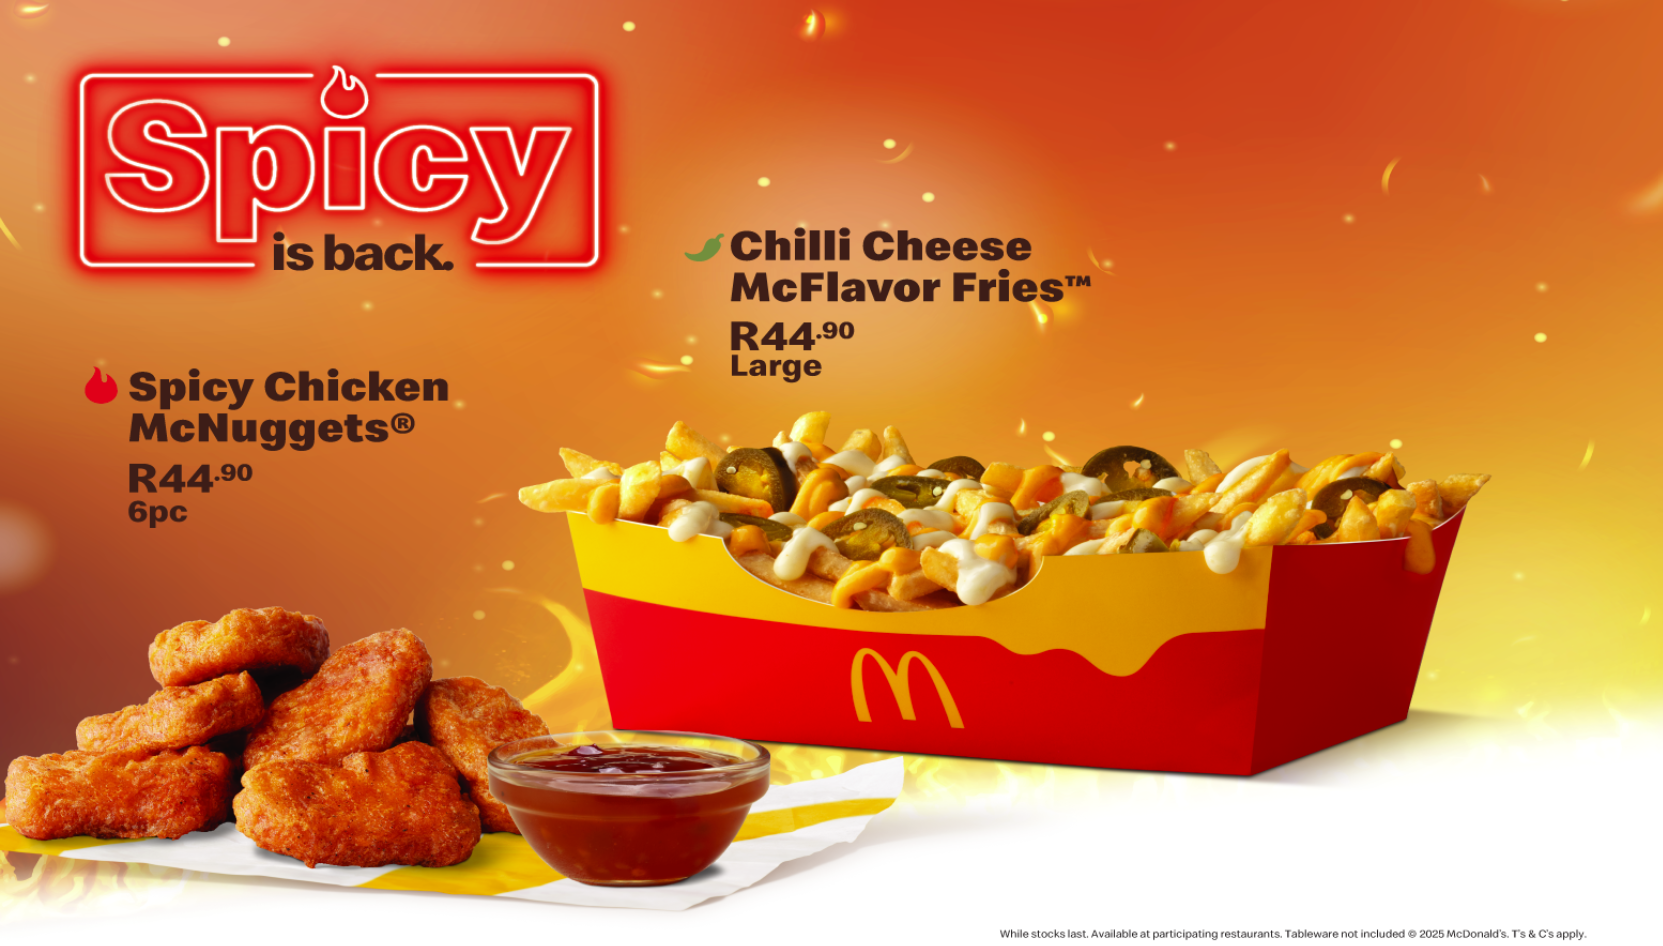 Spicy
is back.
Chilli Cheese
McFlavor Fries™
R44.90
Large
Spicy Chicken
McNuggets®
R44.90
6pc
While stocks last. Available at participating restaurants. Tableware not included © 2025 McDonald's. T's & C's apply.